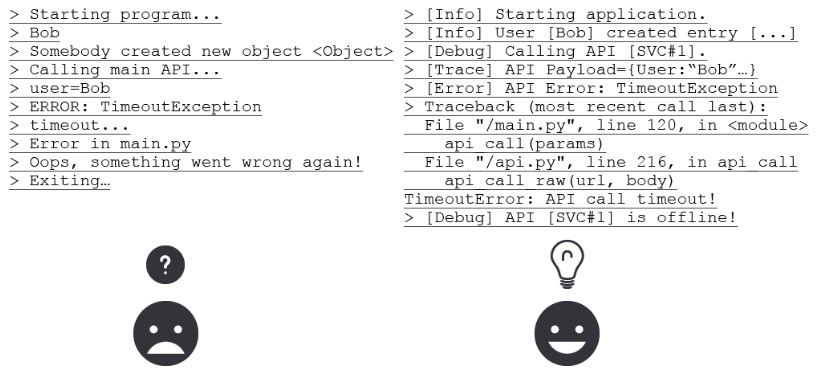 > Starting program...
> Bob
> Somebody created new object <Object>
> Calling main API...
> user=Bob
> ERROR: TimeoutException
> timeout...
> Error in main.py
> Oops, something went wrong again!
> Exiting…
?
> [Info] Starting application.
> [Info] User [Bob] created entry [...]
> [Debug] Calling API [SVC#1].
> [Trace] API Payload={User:“Bob”…}
> [Error] API Error: TimeoutException
> Traceback (most recent call last):
File "/main.py", line 120, in <module>
api_call(params)
File "/api.py", line 216, in api_call
api_call_raw(url, body)
TimeoutError: API call timeout!
> [Debug] API [SVC#1] is offline!